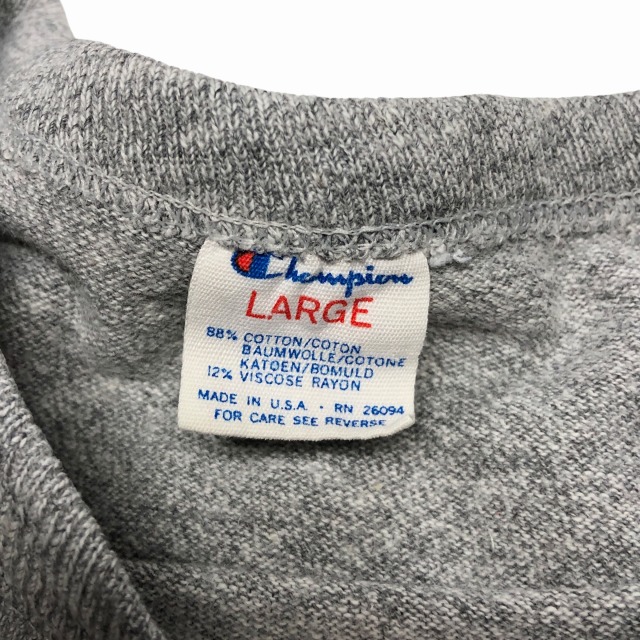 Champion
LARGE
88% COTTON/COTON
BAUMWOLLE/COTONE
KATOEN/BOMULD
12% VISCOSE RAYON
MADE IN U.S.A. · RN 26094
FOR CARE SEE REVERSE